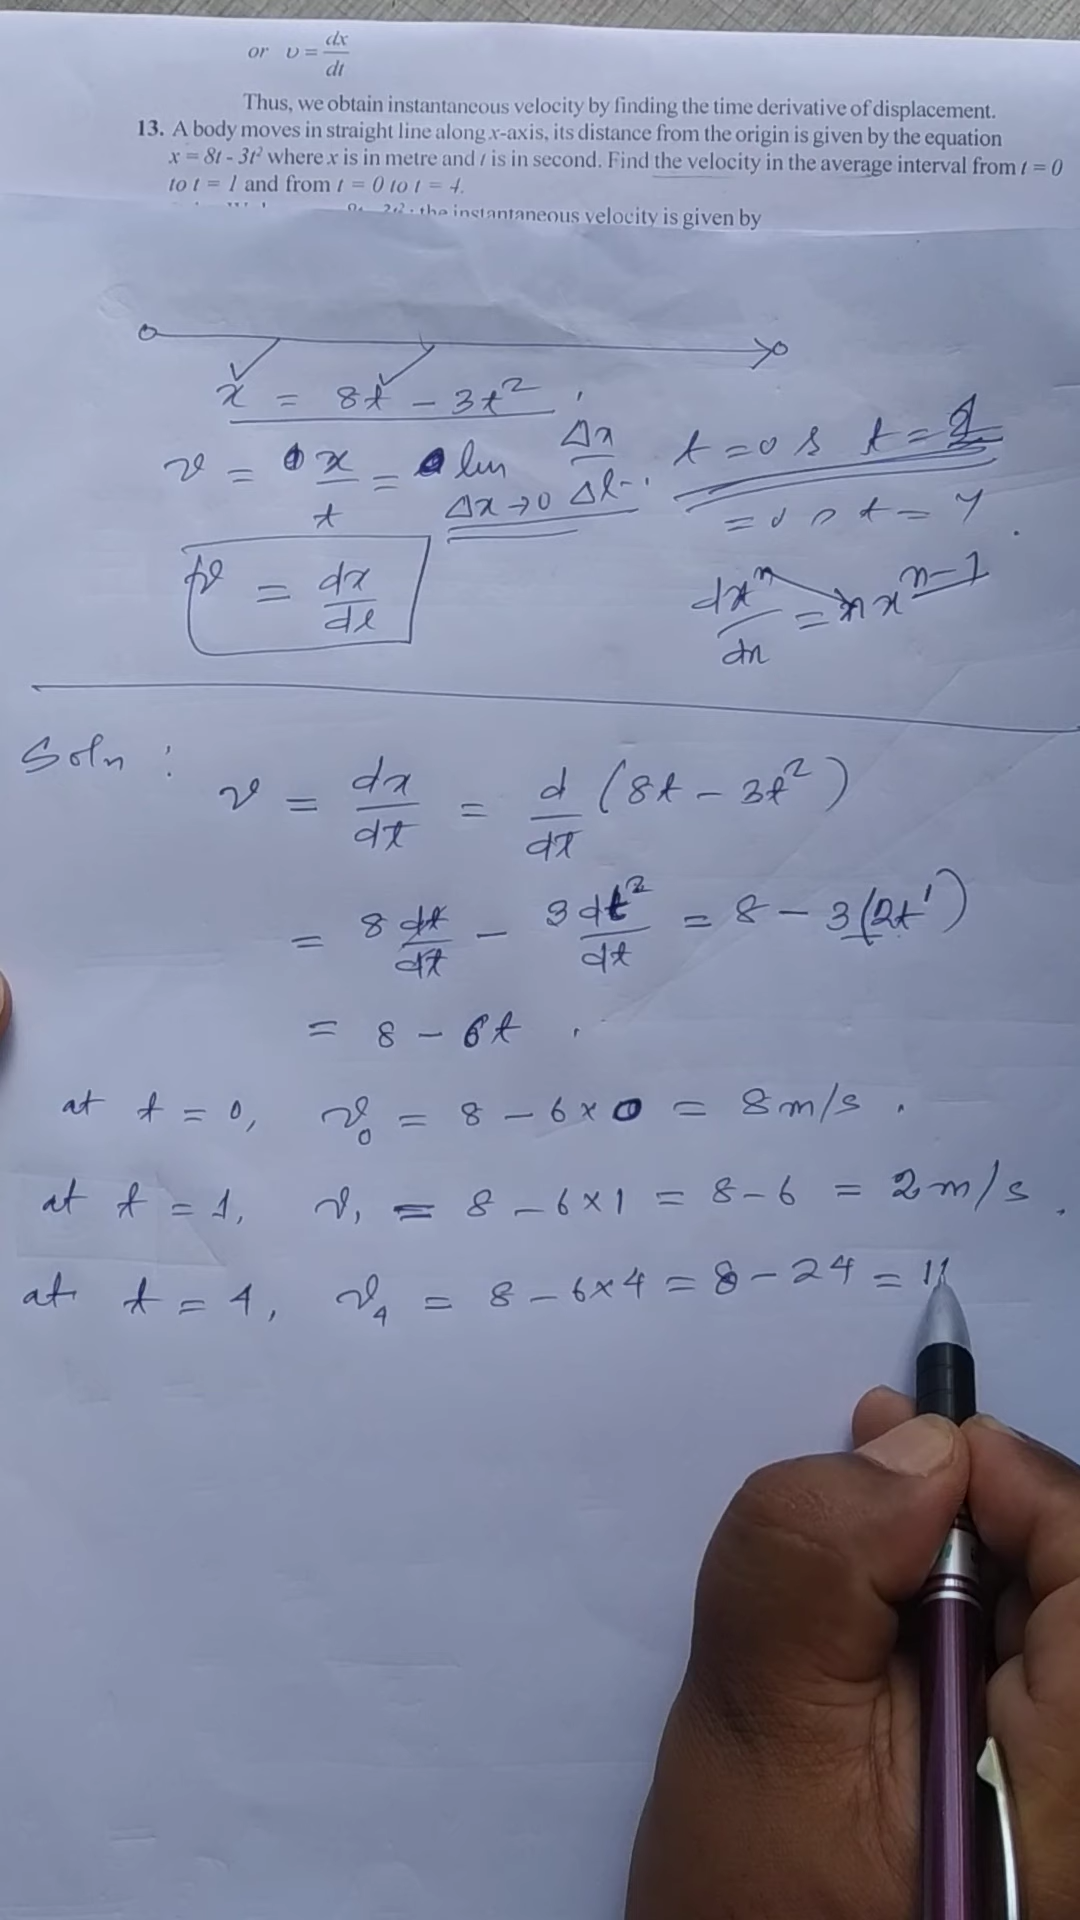 or υ = dx/dt
Thus, we obtain instantaneous velocity by finding the time derivative of displacement.
13. A body moves in straight line along x-axis, its distance from the origin is given by the equation
x = 8t - 3t² where x is in metre and t is in second. Find the velocity in the average interval from t = 0
to t = 1 and from t = 0 to t = 4.
the instantaneous velocity is given by
x = 8t - 3t²
v = x/t = lim Δx→0 Δx/Δt t=0 & t=
= 0 t = 4
v = dx/dt
dxⁿ/dx = nxⁿ⁻¹
Soln :
v = dx/dt = d/dt (8t - 3t²)
= 8 dt/dt - 3dt²/dt = 8 - 3(2t¹)
= 8 - 6t
at t = 0, v₀ = 8 - 6 × 0 = 8 m/s .
at t = 1, v₁ = 8 - 6 × 1 = 8 - 6 = 2 m/s .
at t = 4, v₄ = 8 - 6 × 4 = 8 - 24 = 11